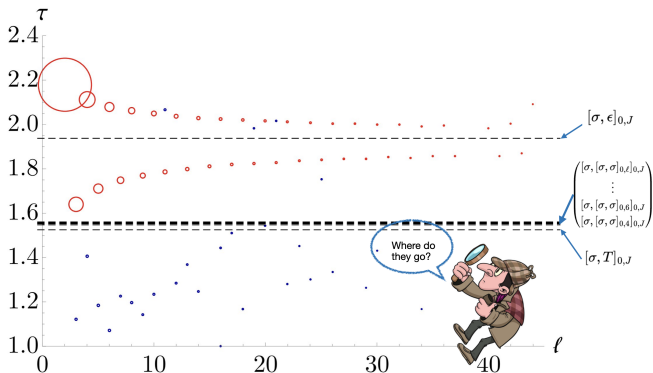 τ
2.4
2.2
2.0
1.8
1.6
1.4
1.2
1.0
0
10
20
30
40
ℓ
[σ, ϵ]₀,J
[σ, [σ, σ]₀,ℓ]₀,J
⋮
[σ, [σ, σ]₀,₆]₀,J
[σ, [σ, σ]₀,₄]₀,J
[σ, T]₀,J
Where do
they go?